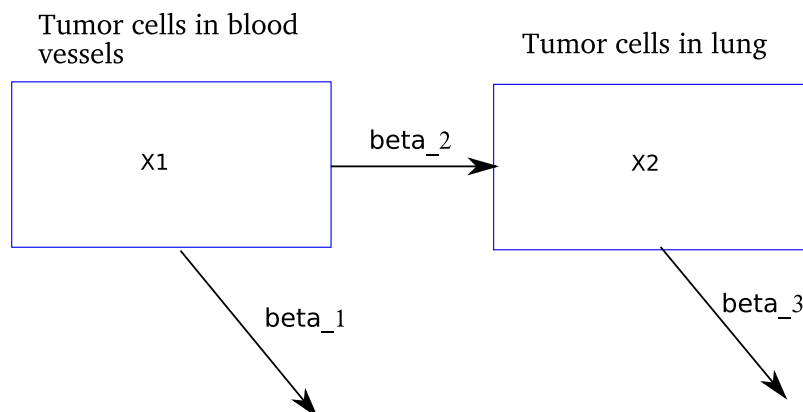 Tumor cells in blood
vessels
Tumor cells in lung
beta_2
X1
X2
beta_1
beta_3